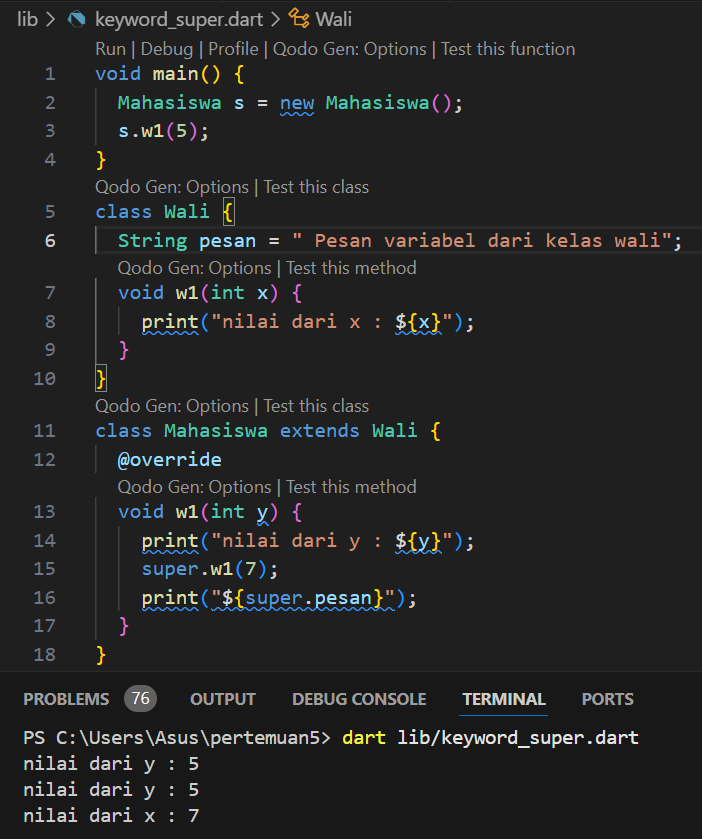 lib > keyword_super.dart > Wali
Run | Debug | Profile | Qodo Gen: Options | Test this function
1 void main() {
2 Mahasiswa s = new Mahasiswa();
3 s.w1(5);
4 }
Qodo Gen: Options | Test this class
5 class Wali {
6 String pesan = " Pesan variabel dari kelas wali";
Qodo Gen: Options | Test this method
7 void w1(int x) {
8 print("nilai dari x : ${x}");
9 }
10 }
Qodo Gen: Options | Test this class
11 class Mahasiswa extends Wali {
12 @override
Qodo Gen: Options | Test this method
13 void w1(int y) {
14 print("nilai dari y : ${y}");
15 super.w1(7);
16 print("${super.pesan}");
17 }
18 }
PROBLEMS 76 OUTPUT DEBUG CONSOLE TERMINAL PORTS
PS C:\Users\Asus\pertemuan5> dart lib/keyword_super.dart
nilai dari y : 5
nilai dari y : 5
nilai dari x : 7